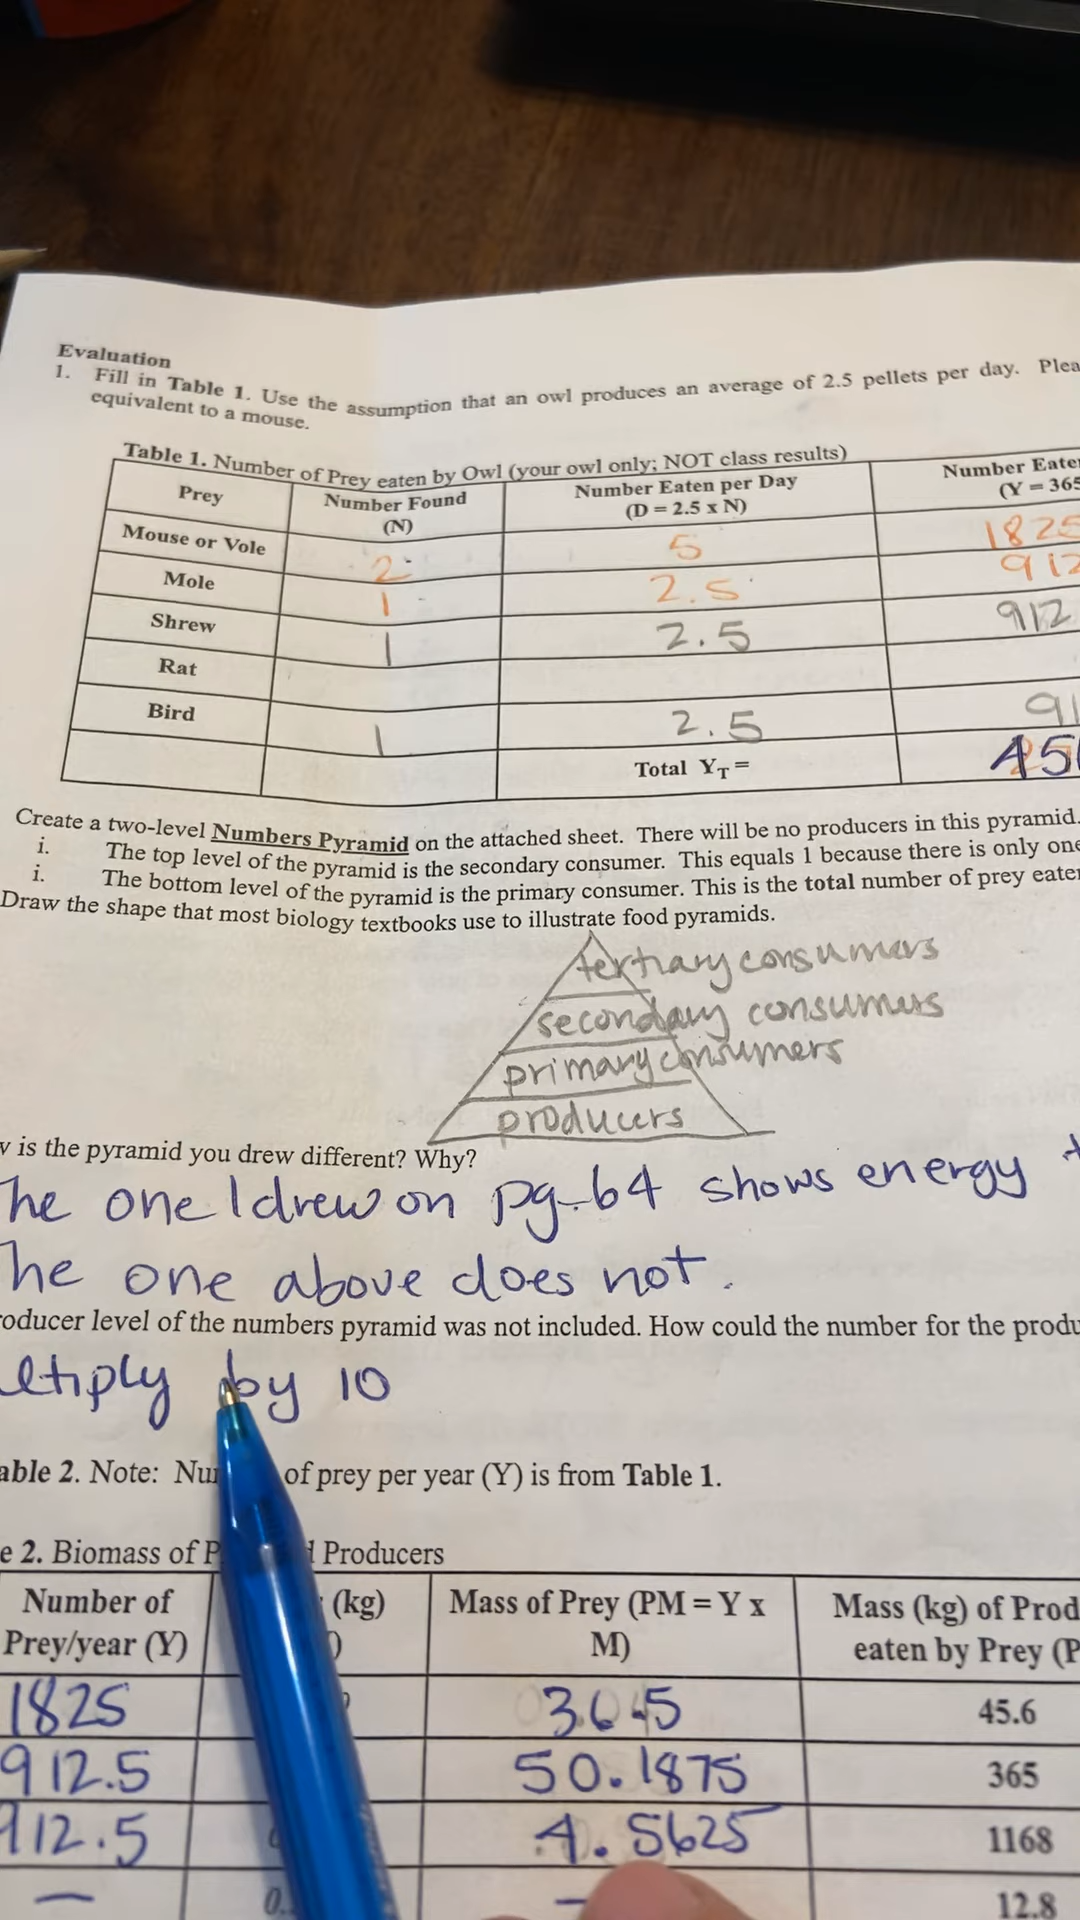 Evaluation
1. Fill in Table 1. Use the assumption that an owl produces an average of 2.5 pellets per day. Plea
equivalent to a mouse.
Table 1. Number of Prey eaten by Owl (your owl only; NOT class results)
Prey Number Found (N) Number Eaten per Day (D = 2.5 x N) Number Eate (Y = 365
Mouse or Vole 2 5 1825
Mole 1 2.5 912
Shrew 1 2.5 912
Rat
Bird 1 2.5 91
Total YT = 45
Create a two-level Numbers Pyramid on the attached sheet. There will be no producers in this pyramid.
i. The top level of the pyramid is the secondary consumer. This equals 1 because there is only one
i. The bottom level of the pyramid is the primary consumer. This is the total number of prey eate
Draw the shape that most biology textbooks use to illustrate food pyramids.
tertiary consumers
secondary consumers
primary consumers
producers
is the pyramid you drew different? Why?
he one I drew on pg. 64 shows energy
he one above does not.
oducer level of the numbers pyramid was not included. How could the number for the produ
ltiply by 10
able 2. Note: Nu of prey per year (Y) is from Table 1.
e 2. Biomass of P d Producers
Number of Prey/year (Y) (kg) Mass of Prey (PM = Y x M) Mass (kg) of Prod eaten by Prey (P
1825 36.5 45.6
912.5 50.1875 365
912.5 4.5625 1168
— 0. — 12.8